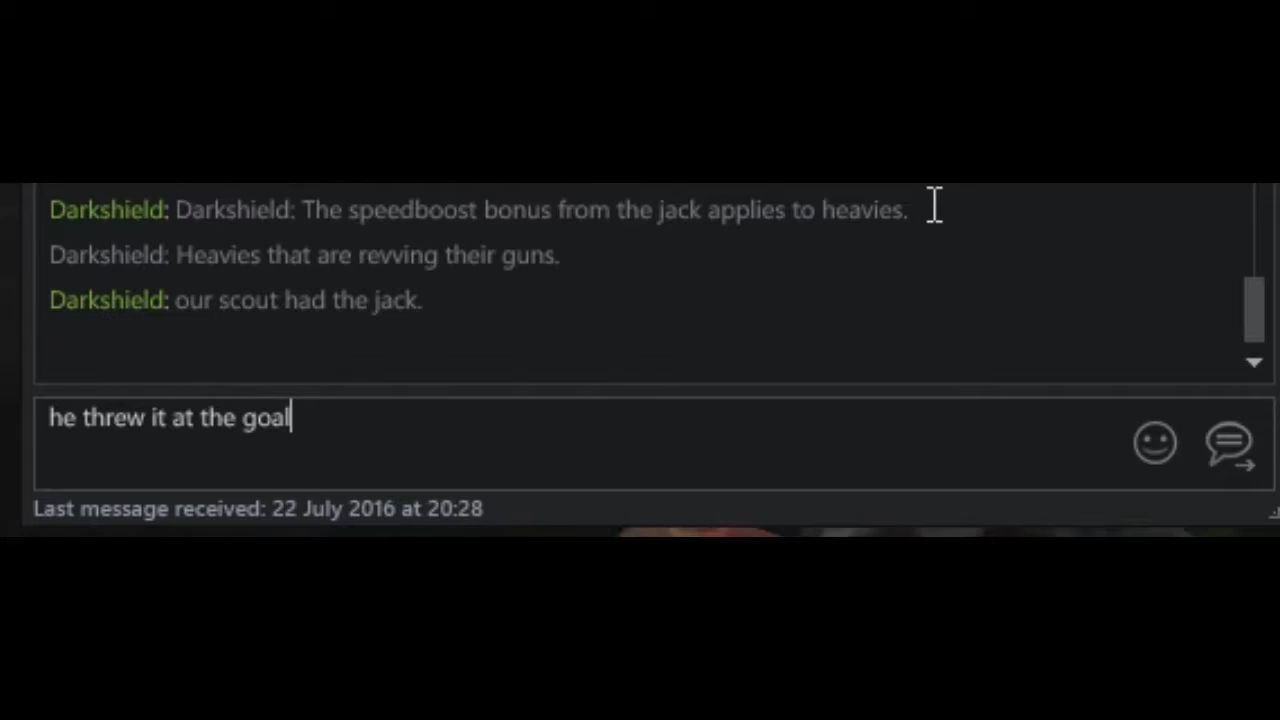 Darkshield: Darkshield: The speedboost bonus from the jack applies to heavies.
Darkshield: Heavies that are revving their guns.
Darkshield: our scout had the jack.
he threw it at the goal
Last message received: 22 July 2016 at 20:28